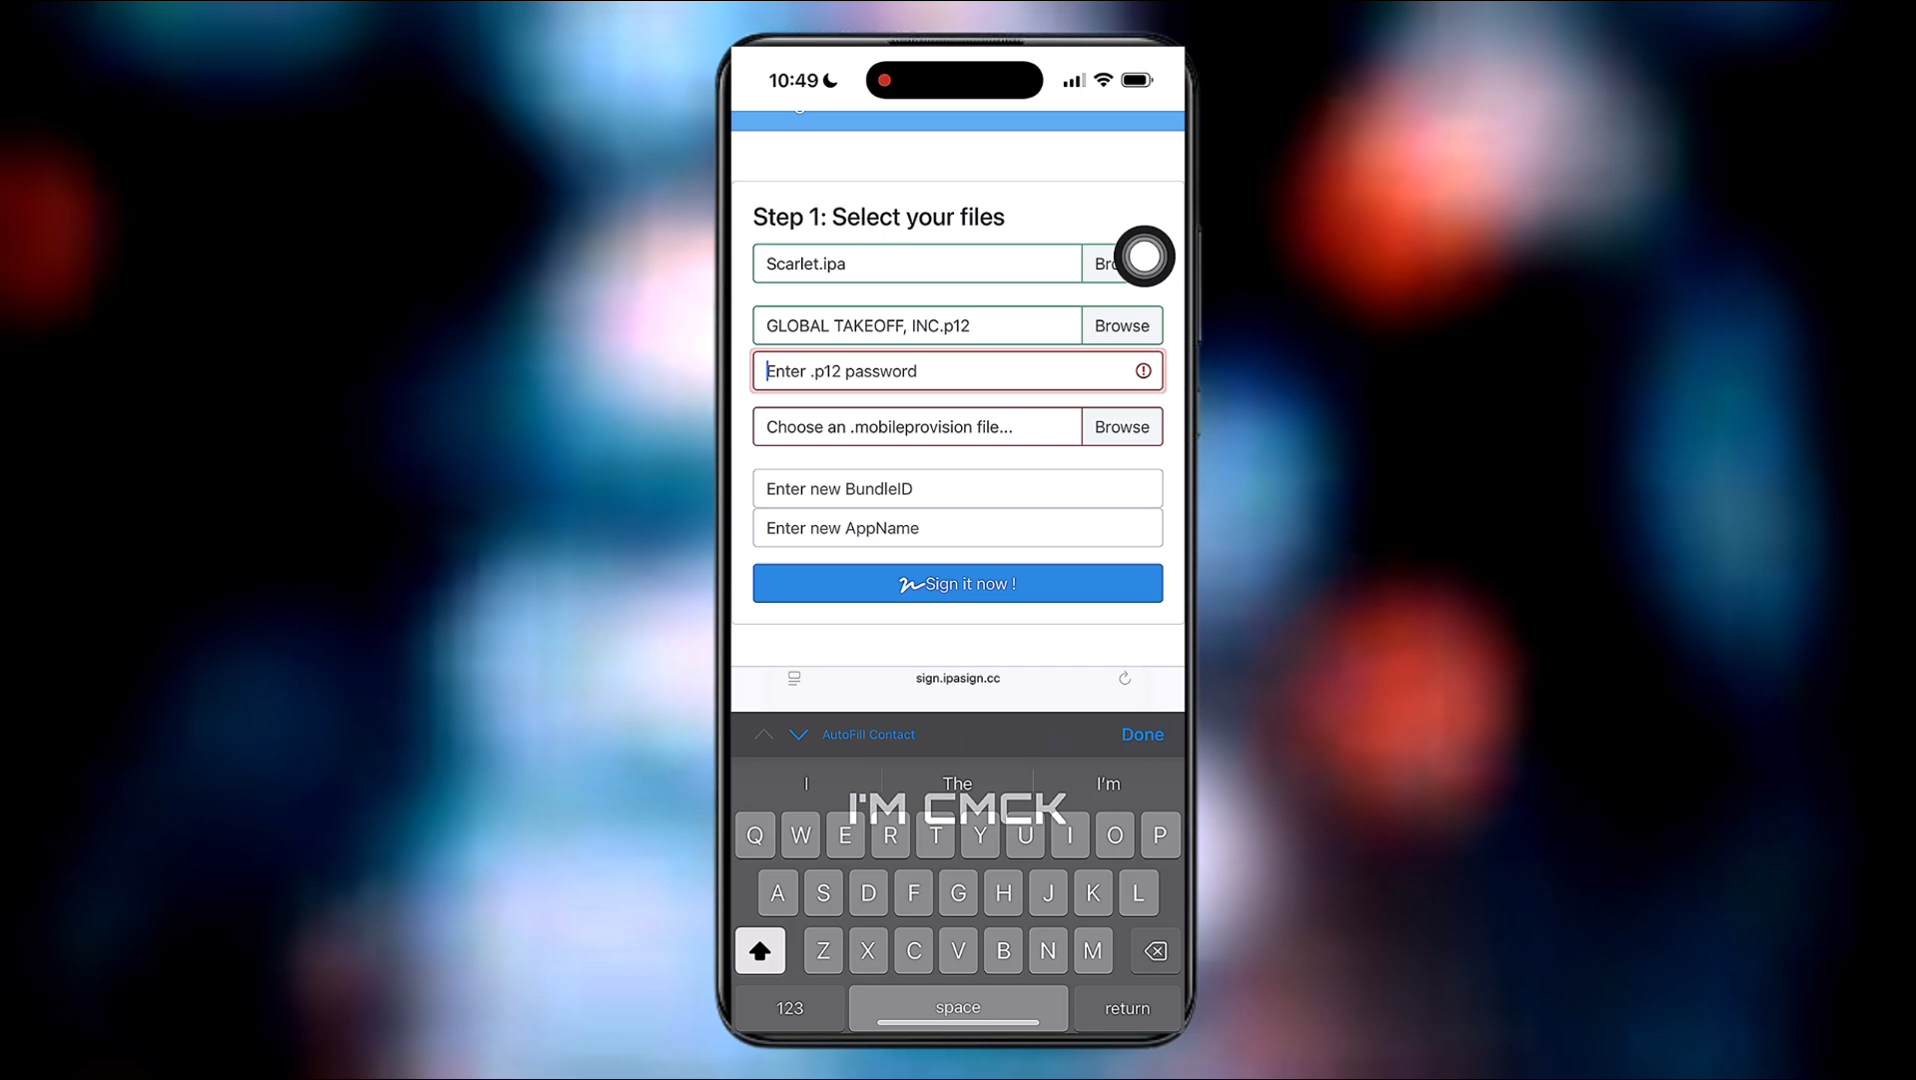 10:49
Step 1: Select your files
Scarlet.ipa
GLOBAL TAKEOFF, INC.p12 Browse
Enter .p12 password
Choose an .mobileprovision file... Browse
Enter new BundleID
Enter new AppName
Sign it now !
sign.ipasign.cc
AutoFill Contact Done
I The I'm
I'M CMCK
Q W E R T Y U I O P
A S D F G H J K L
Z X C V B N M
123 space return